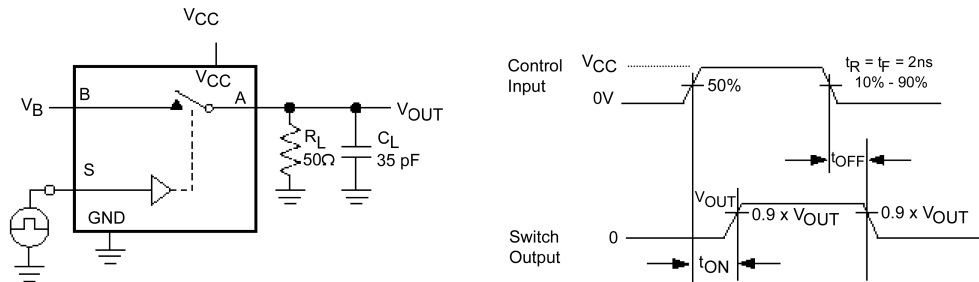 VCC
VCC
VB
B
A
VOUT
RL
50Ω
CL
35 pF
S
GND
Control
Input
VCC
0V
50%
tR = tF = 2ns
10% - 90%
tOFF
VOUT
0.9 x VOUT
0.9 x VOUT
Switch
Output
0
tON